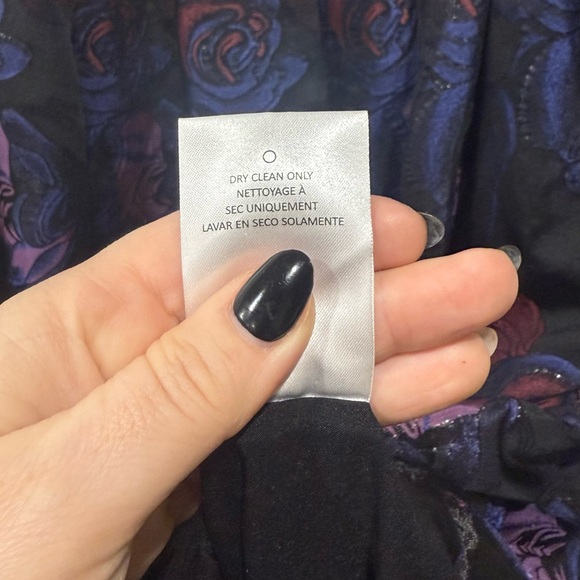 DRY CLEAN ONLY
NETTOYAGE À
SEC UNIQUEMENT
LAVAR EN SECO SOLAMENTE